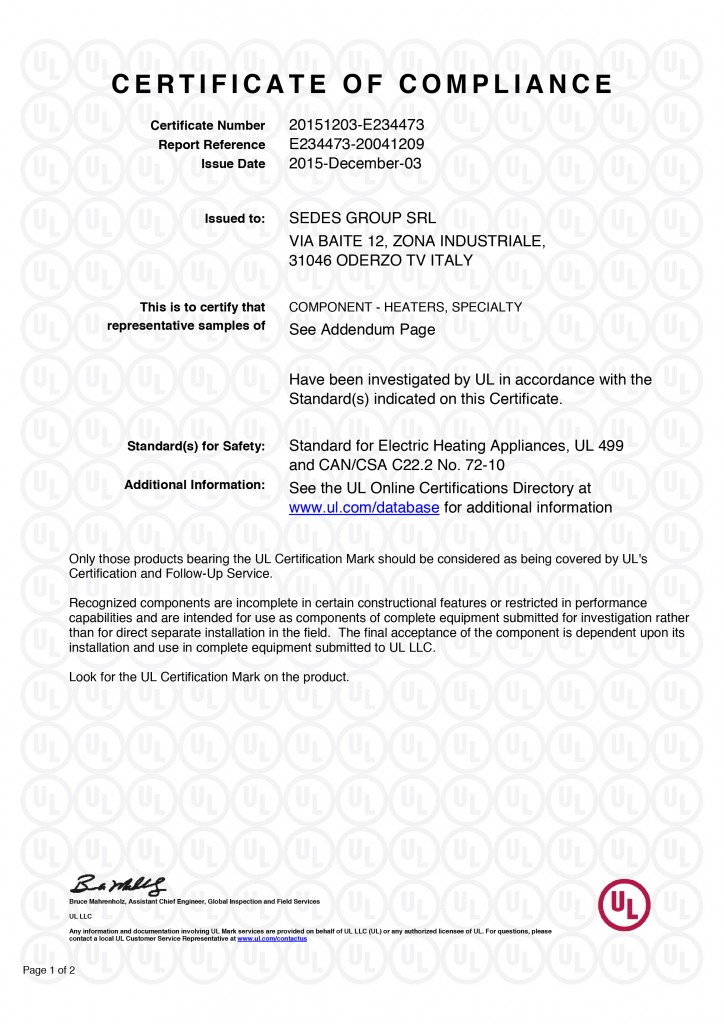 CERTIFICATE OF COMPLIANCE
Certificate Number 20151203-E234473
Report Reference E234473-20041209
Issue Date 2015-December-03
Issued to: SEDES GROUP SRL
VIA BAITE 12, ZONA INDUSTRIALE,
31046 ODERZO TV ITALY
This is to certify that COMPONENT - HEATERS, SPECIALTY
representative samples of See Addendum Page
Have been investigated by UL in accordance with the
Standard(s) indicated on this Certificate.
Standard(s) for Safety: Standard for Electric Heating Appliances, UL 499
and CAN/CSA C22.2 No. 72-10
Additional Information: See the UL Online Certifications Directory at
www.ul.com/database for additional information
Only those products bearing the UL Certification Mark should be considered as being covered by UL's
Certification and Follow-Up Service.
Recognized components are incomplete in certain constructional features or restricted in performance
capabilities and are intended for use as components of complete equipment submitted for investigation rather
than for direct separate installation in the field.  The final acceptance of the component is dependent upon its
installation and use in complete equipment submitted to UL LLC.
Look for the UL Certification Mark on the product.
Bruce Mahrenholz, Assistant Chief Engineer, Global Inspection and Field Services
UL LLC
Any information and documentation involving UL Mark services are provided on behalf of UL LLC (UL) or any authorized licensee of UL. For questions, please
contact a local UL Customer Service Representative at www.ul.com/contactus
UL
Page 1 of 2